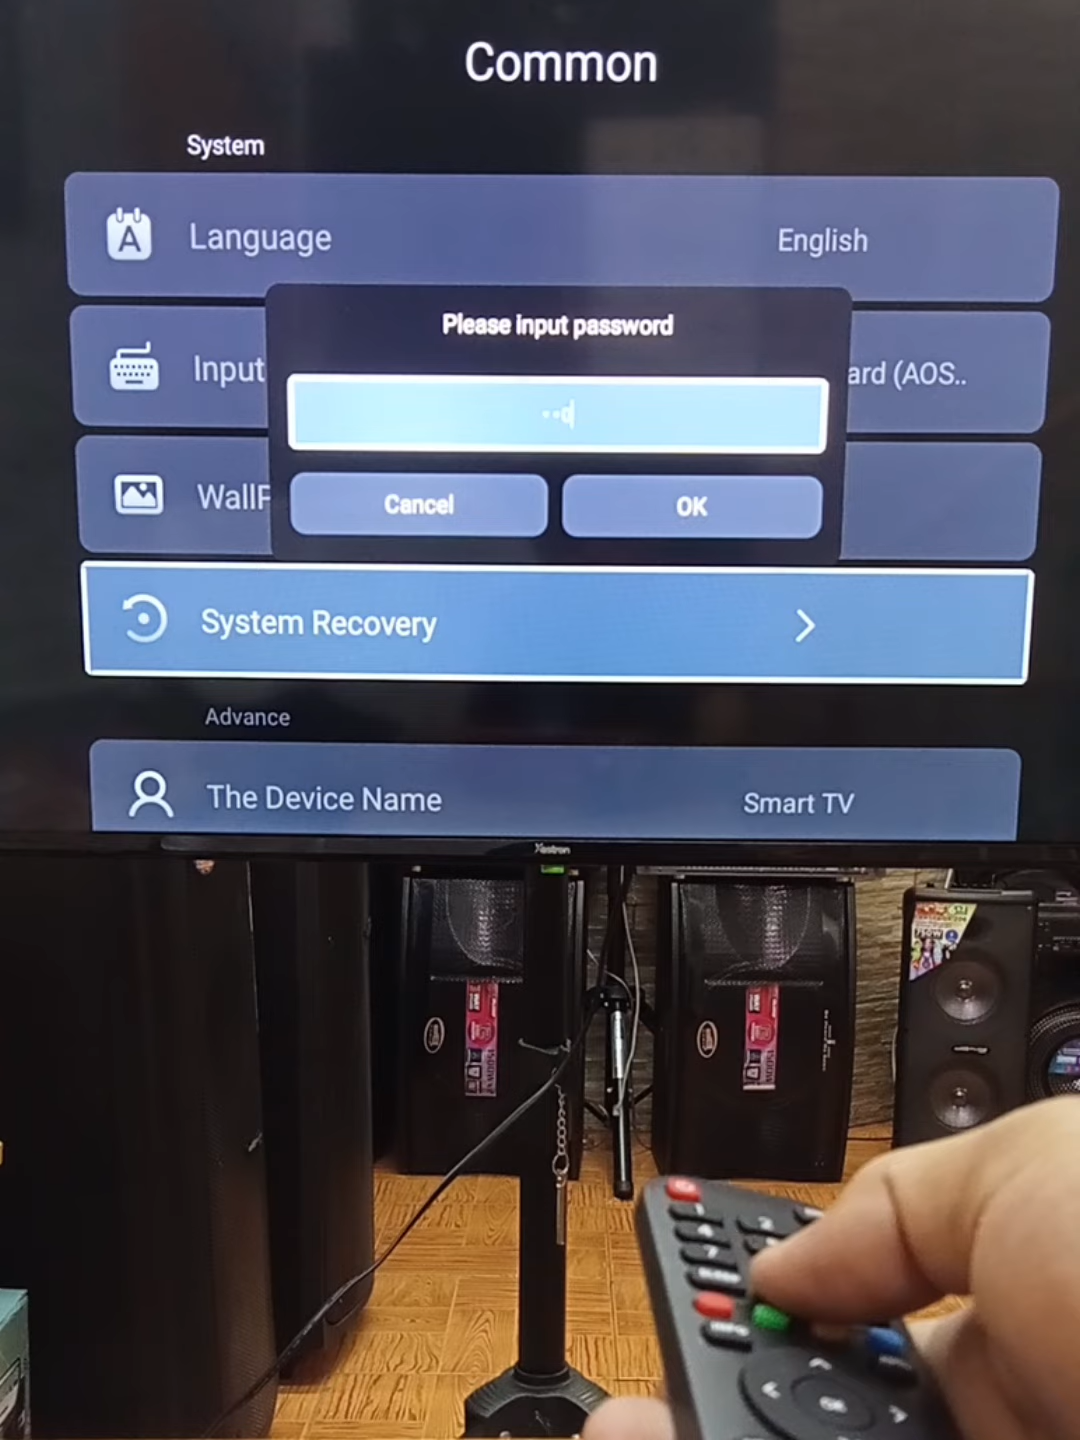 Common
System
Language
English
Input
ard (AOS..
Please input password
Cancel
OK
WallP
System Recovery
Advance
The Device Name
Smart TV